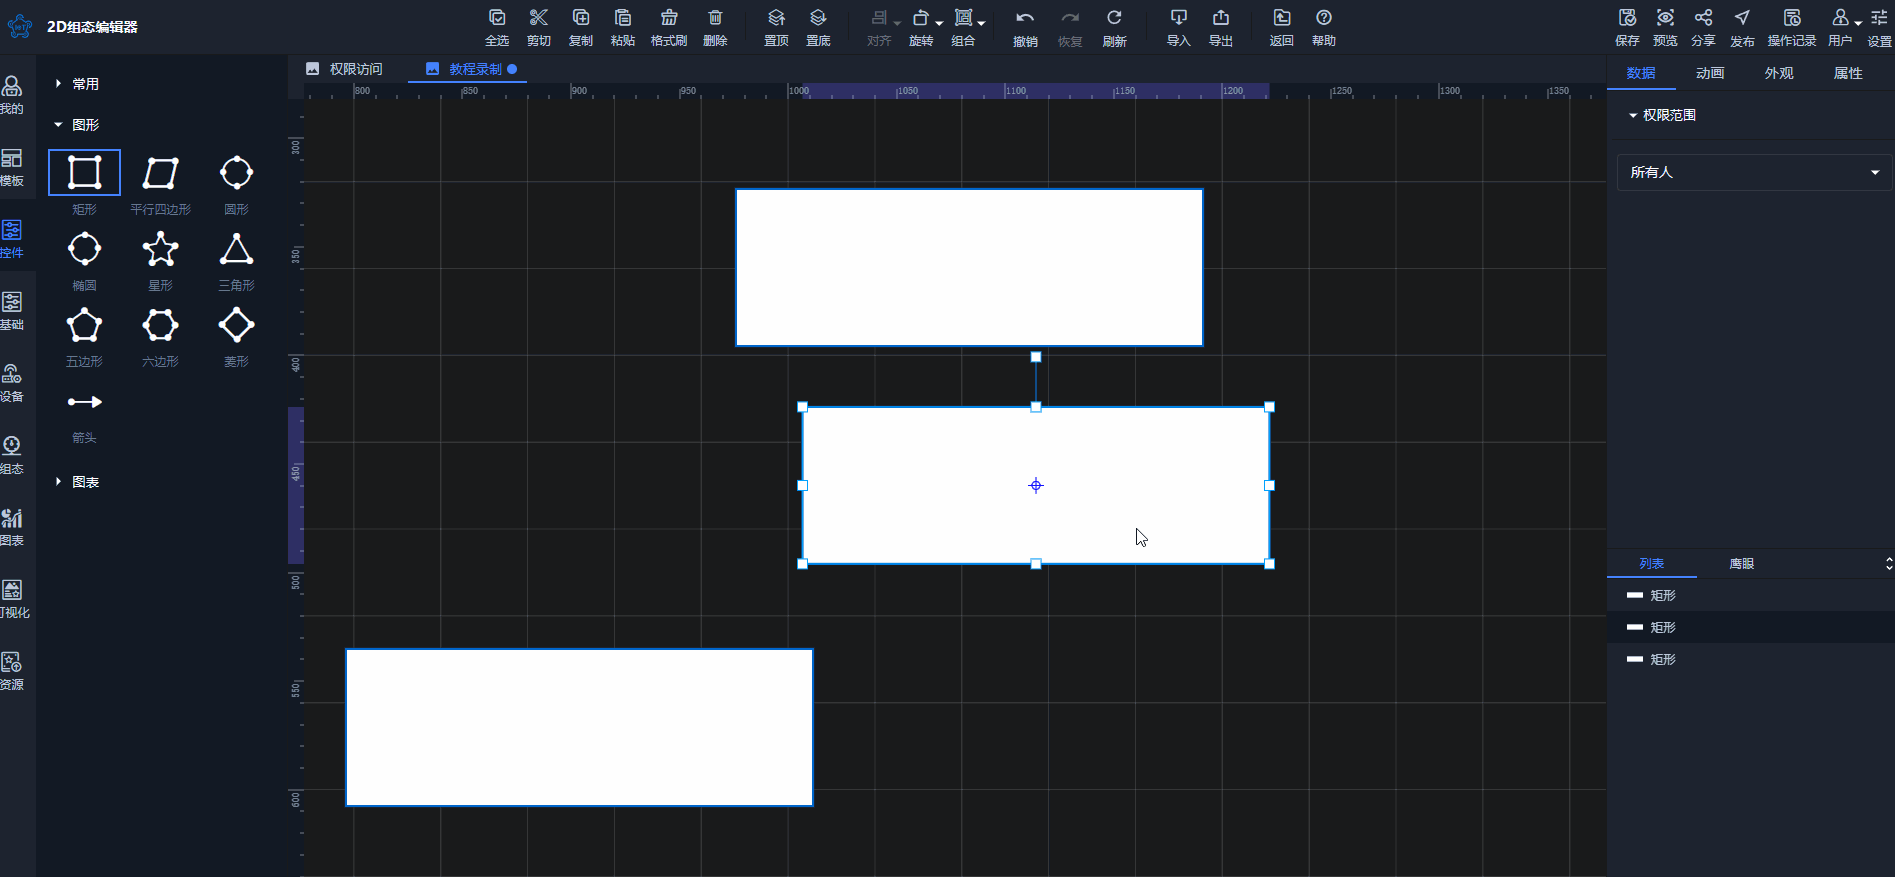 2D组态编辑器
全选 剪切 复制 粘贴 格式刷 删除 置顶 置底 对齐 旋转 组合 撤销 恢复 刷新 导入 导出 返回 帮助 保存 预览 分享 发布 操作记录 用户 设置
我的
模板
控件
基础
设备
组态
图表
可视化
资源
常用
图形
矩形 平行四边形 圆形
椭圆 星形 三角形
五边形 六边形 菱形
箭头
图表
权限访问 教程录制
800 850 900 950 1000 1050 1100 1150 1200 1250 1300 1350
300
350
400
450
500
550
600
数据 动画 外观 属性
权限范围
所有人
列表 鹰眼
矩形
矩形
矩形